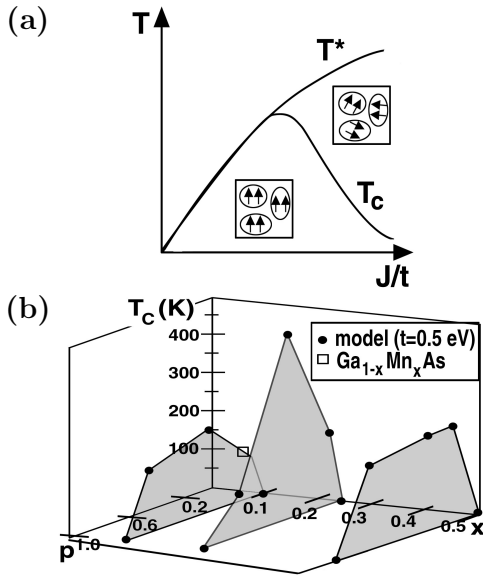 (a)
T
T*
T_C
J/t
(b)
T_C (K)
400
300
200
100
● model (t=0.5 eV)
□ Ga_{1-x}Mn_xAs
p 1.0 0.6 0.2 0.1 0.2 0.3 0.4 0.5 x